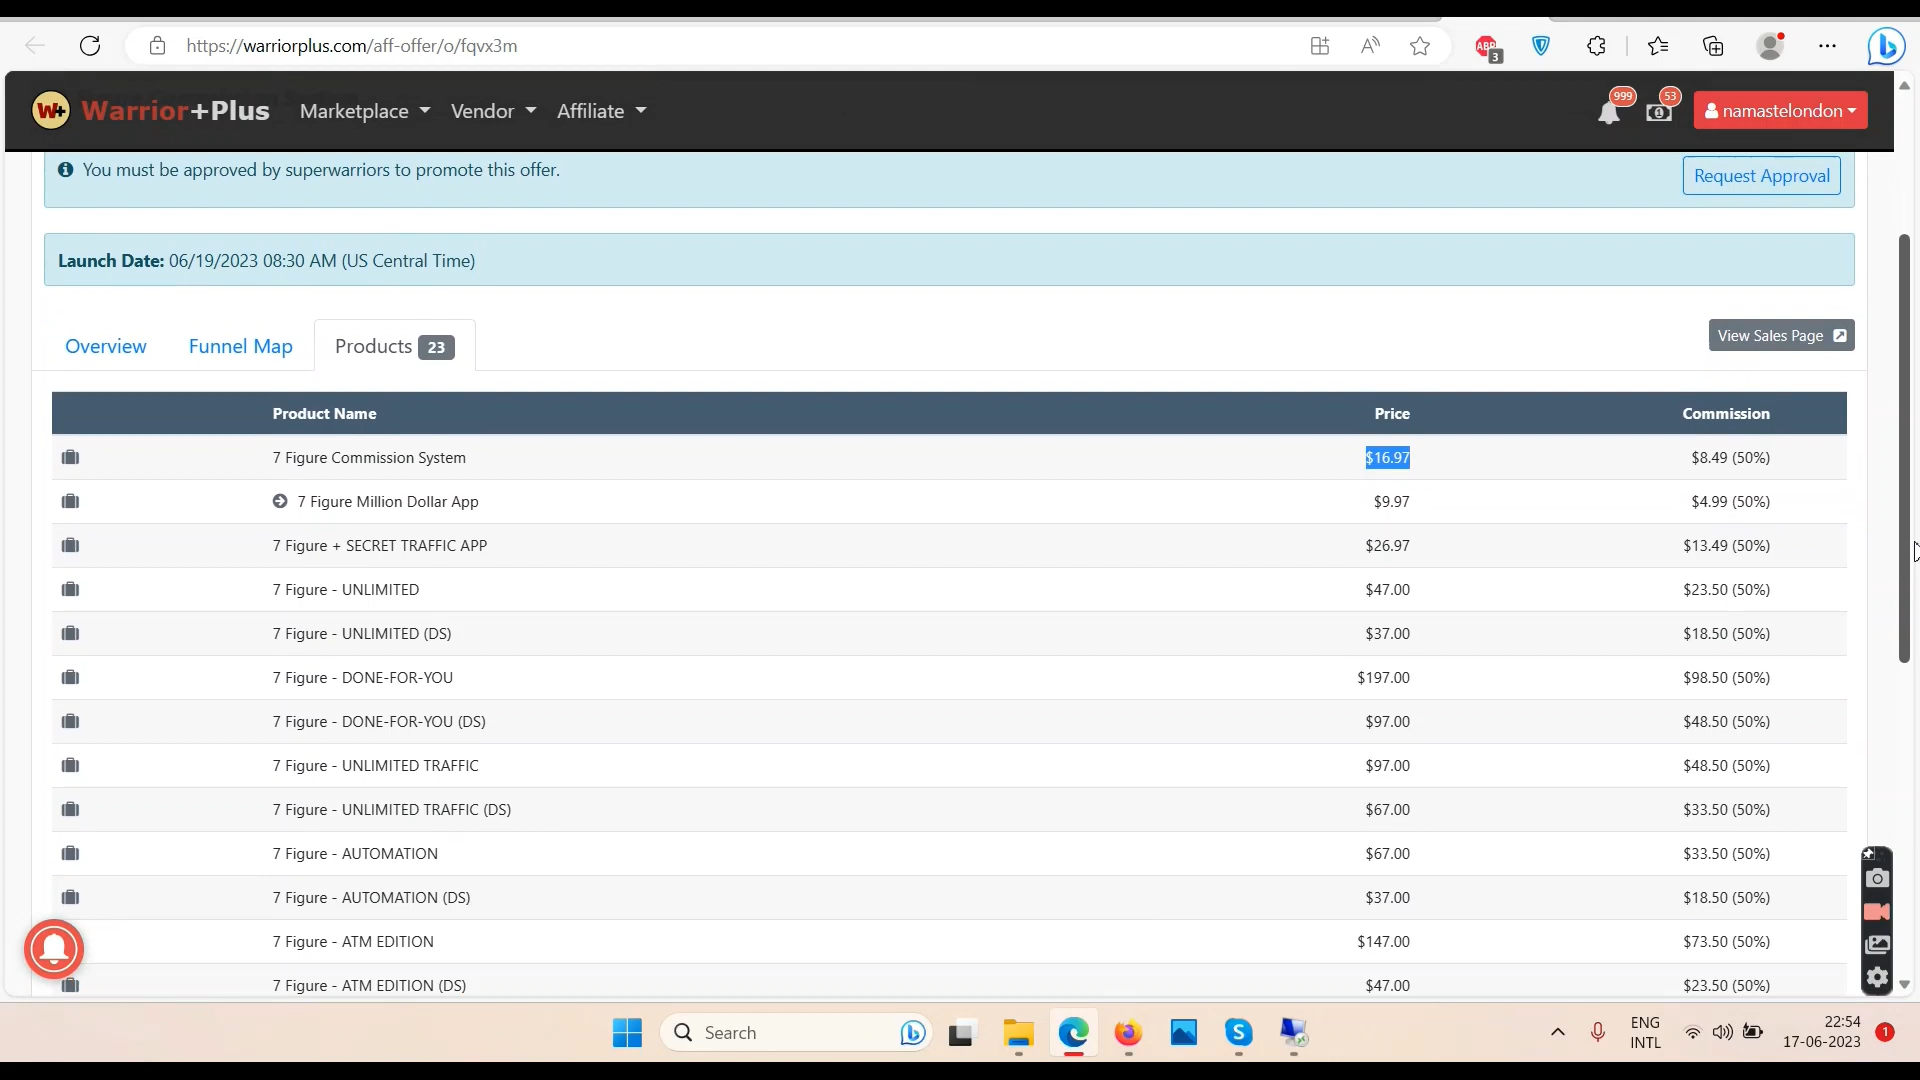 https://warriorplus.com/aff-offer/o/fqvx3m
ABP 3
W+ Warrior+Plus Marketplace Vendor Affiliate 999 53 namastelondon
You must be approved by superwarriors to promote this offer. Request Approval
Launch Date: 06/19/2023 08:30 AM (US Central Time)
Overview Funnel Map Products 23 View Sales Page
Product Name Price Commission
7 Figure Commission System $16.97 $8.49 (50%)
7 Figure Million Dollar App $9.97 $4.99 (50%)
7 Figure + SECRET TRAFFIC APP $26.97 $13.49 (50%)
7 Figure - UNLIMITED $47.00 $23.50 (50%)
7 Figure - UNLIMITED (DS) $37.00 $18.50 (50%)
7 Figure - DONE-FOR-YOU $197.00 $98.50 (50%)
7 Figure - DONE-FOR-YOU (DS) $97.00 $48.50 (50%)
7 Figure - UNLIMITED TRAFFIC $97.00 $48.50 (50%)
7 Figure - UNLIMITED TRAFFIC (DS) $67.00 $33.50 (50%)
7 Figure - AUTOMATION $67.00 $33.50 (50%)
7 Figure - AUTOMATION (DS) $37.00 $18.50 (50%)
7 Figure - ATM EDITION $147.00 $73.50 (50%)
7 Figure - ATM EDITION (DS) $47.00 $23.50 (50%)
Search
ENG
INTL
22:54
17-06-2023
1